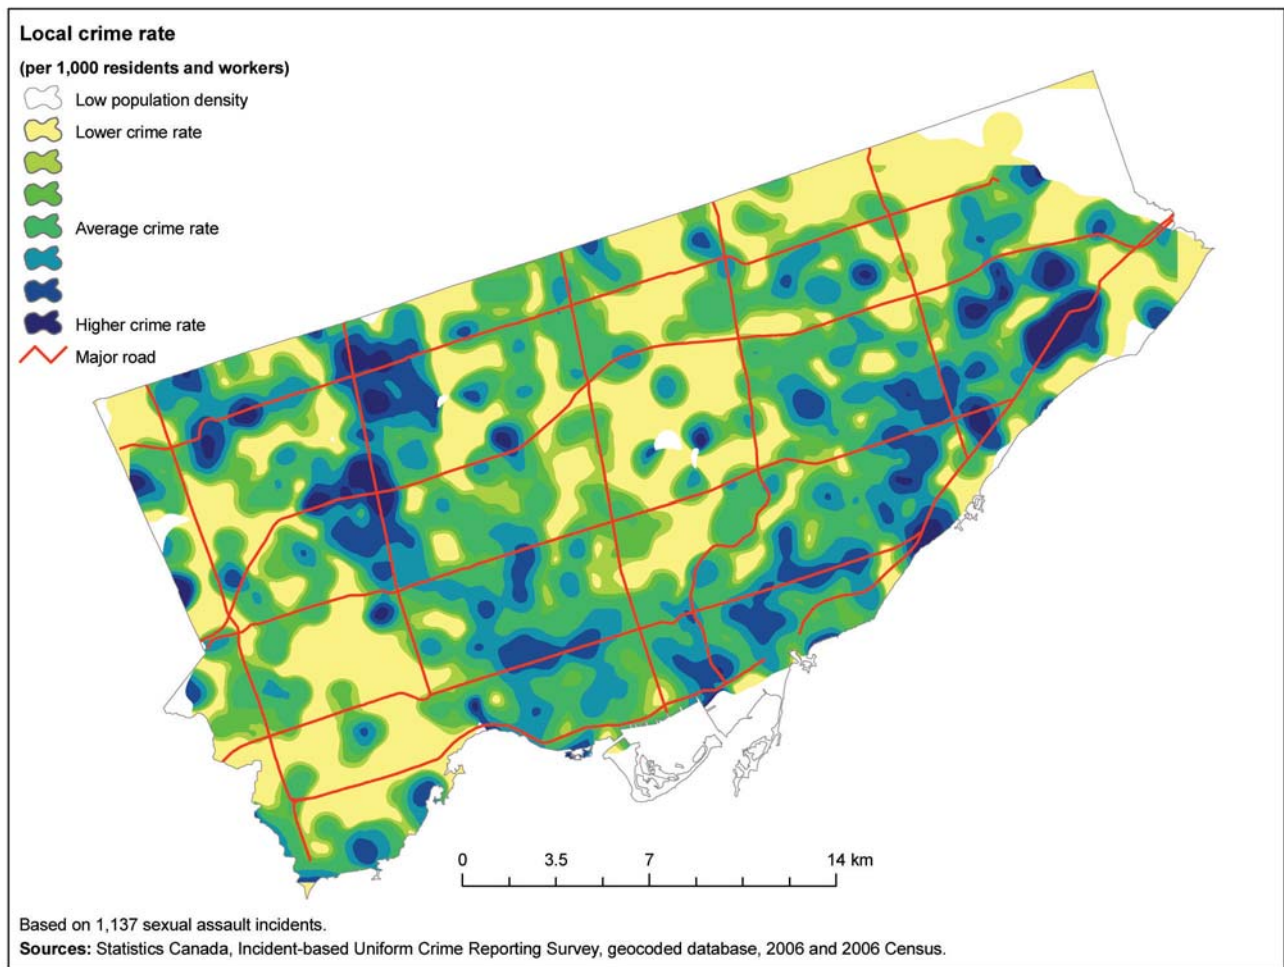 Local crime rate
(per 1,000 residents and workers)
Low population density
Lower crime rate
Average crime rate
Higher crime rate
Major road
0 3.5 7 14 km
Based on 1,137 sexual assault incidents.
Sources: Statistics Canada, Incident-based Uniform Crime Reporting Survey, geocoded database, 2006 and 2006 Census.